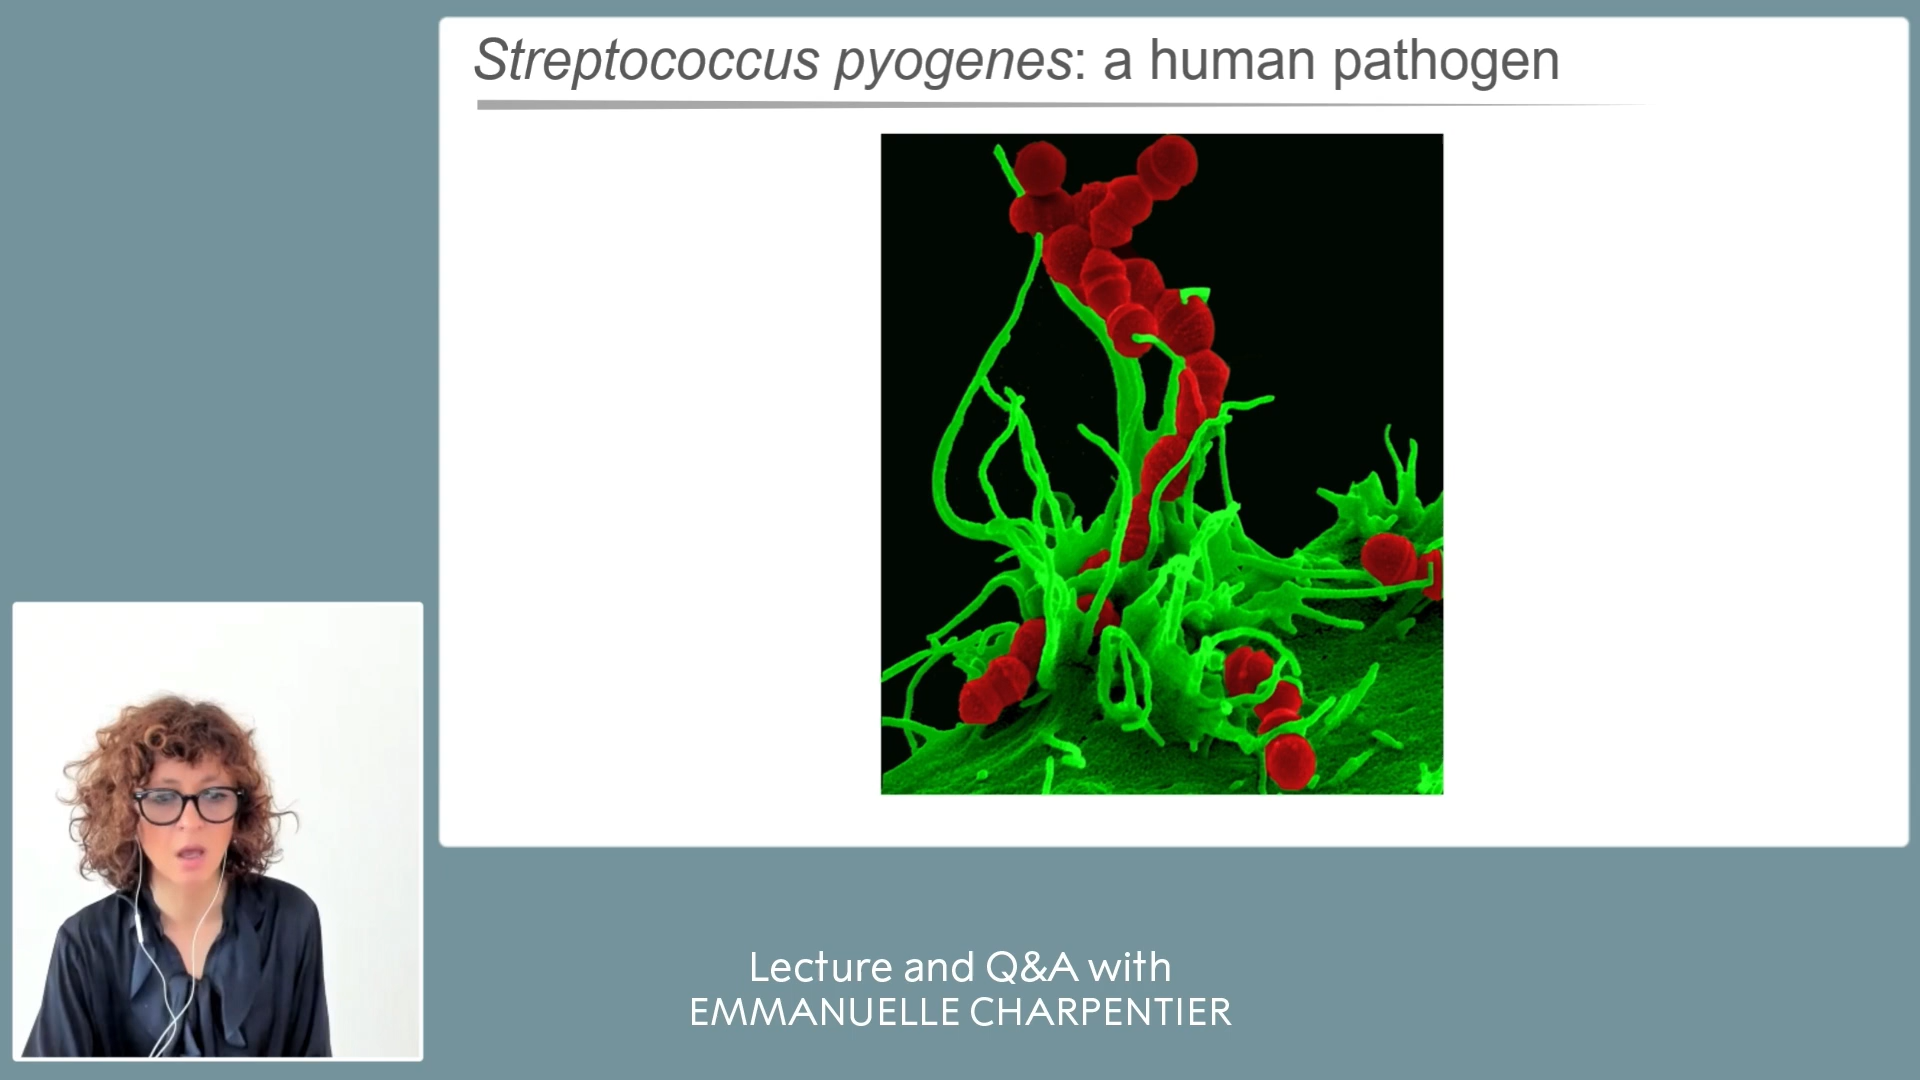 Streptococcus pyogenes: a human pathogen
Lecture and Q&A with
EMMANUELLE CHARPENTIER